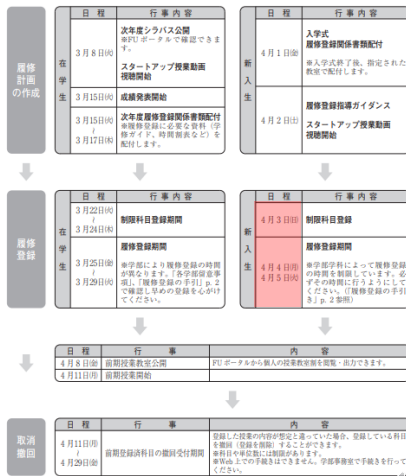 履修
計画
の作成
在
学
生
日 程
行 事 内 容
3 月 8 日㈫
次年度シラバス公開
※FU ポータルで確認できま
す。
スタートアップ授業動画
視聴開始
3 月15日㈫
成績発表開始
3 月15日㈫
～
3 月17日㈭
次年度履修登録関係書類配付
※履修登録に必要な資料（学
修ガイド、時間割表など）を
配付します。
新
入
生
日 程
行 事 内 容
4 月 1 日㈮
入学式
履修登録関係書類配付
※入学式終了後、指定された
教室で配付します。
4 月 2 日㈯
履修登録指導ガイダンス
スタートアップ授業動画
視聴開始
履修
登録
在
学
生
日 程
行 事 内 容
3 月22日㈫
～
3 月24日㈭
制限科目登録期間
3 月25日㈮
～
3 月29日㈫
履修登録期間
※学部により履修登録の時間
が異なります。「各学部留意事
項」、「履修登録の手引」p. 2
で確認し早めの登録を心がけ
てください。
新
入
生
日 程
行 事 内 容
4 月 3 日㈰
制限科目登録
4 月 4 日㈪
4 月 5 日㈫
履修登録期間
※学部学科によって履修登録
の時間を制限しています。必
ずその時間に行うようにして
ください。（「履修登録の手引
き」p. 2 参照）
日 程
行 事
内 容
4 月 8 日㈮
前期授業教室公開
FU ポータルから個人の授業教室割を閲覧・出力できます。
4 月11日㈪
前期授業開始
取消
撤回
日 程
行 事
内 容
4 月11日㈪
～
4 月29日㈮
前期登録済科目の撤回受付期間
登録した授業の内容が想定と違っていた場合、登録している科目
を撤回（登録を削除）することができます。
※科目や単位数には制限があります。
※Web 上での手続きはできません。学部事務室で手続きを行って
ください。